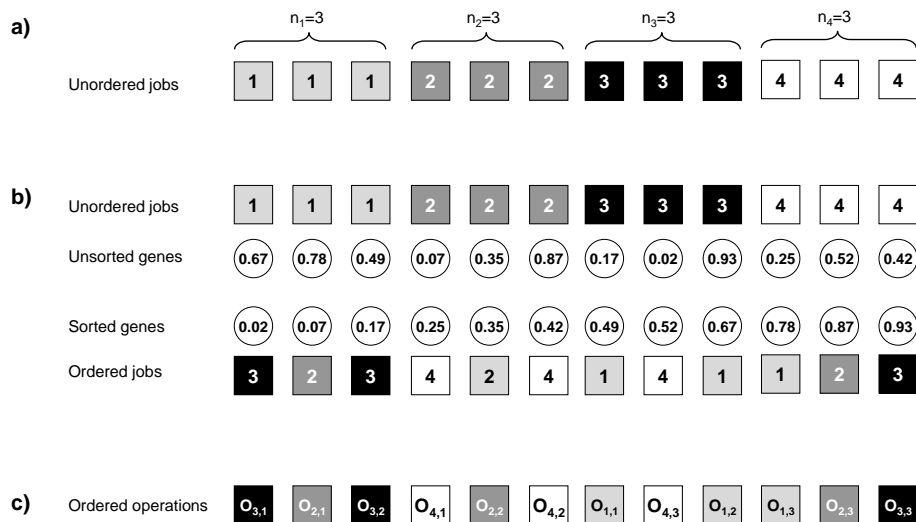 n1=3 n2=3 n3=3 n4=3
a)
Unordered jobs 1 1 1 2 2 2 3 3 3 4 4 4
b) Unordered jobs 1 1 1 2 2 2 3 3 3 4 4 4
Unsorted genes 0.67 0.78 0.49 0.07 0.35 0.87 0.17 0.02 0.93 0.25 0.52 0.42
Sorted genes 0.02 0.07 0.17 0.25 0.35 0.42 0.49 0.52 0.67 0.78 0.87 0.93
Ordered jobs 3 2 3 4 2 4 1 4 1 1 2 3
c) Ordered operations O3,1 O2,1 O3,2 O4,1 O2,2 O4,2 O1,1 O4,3 O1,2 O1,3 O2,3 O3,3